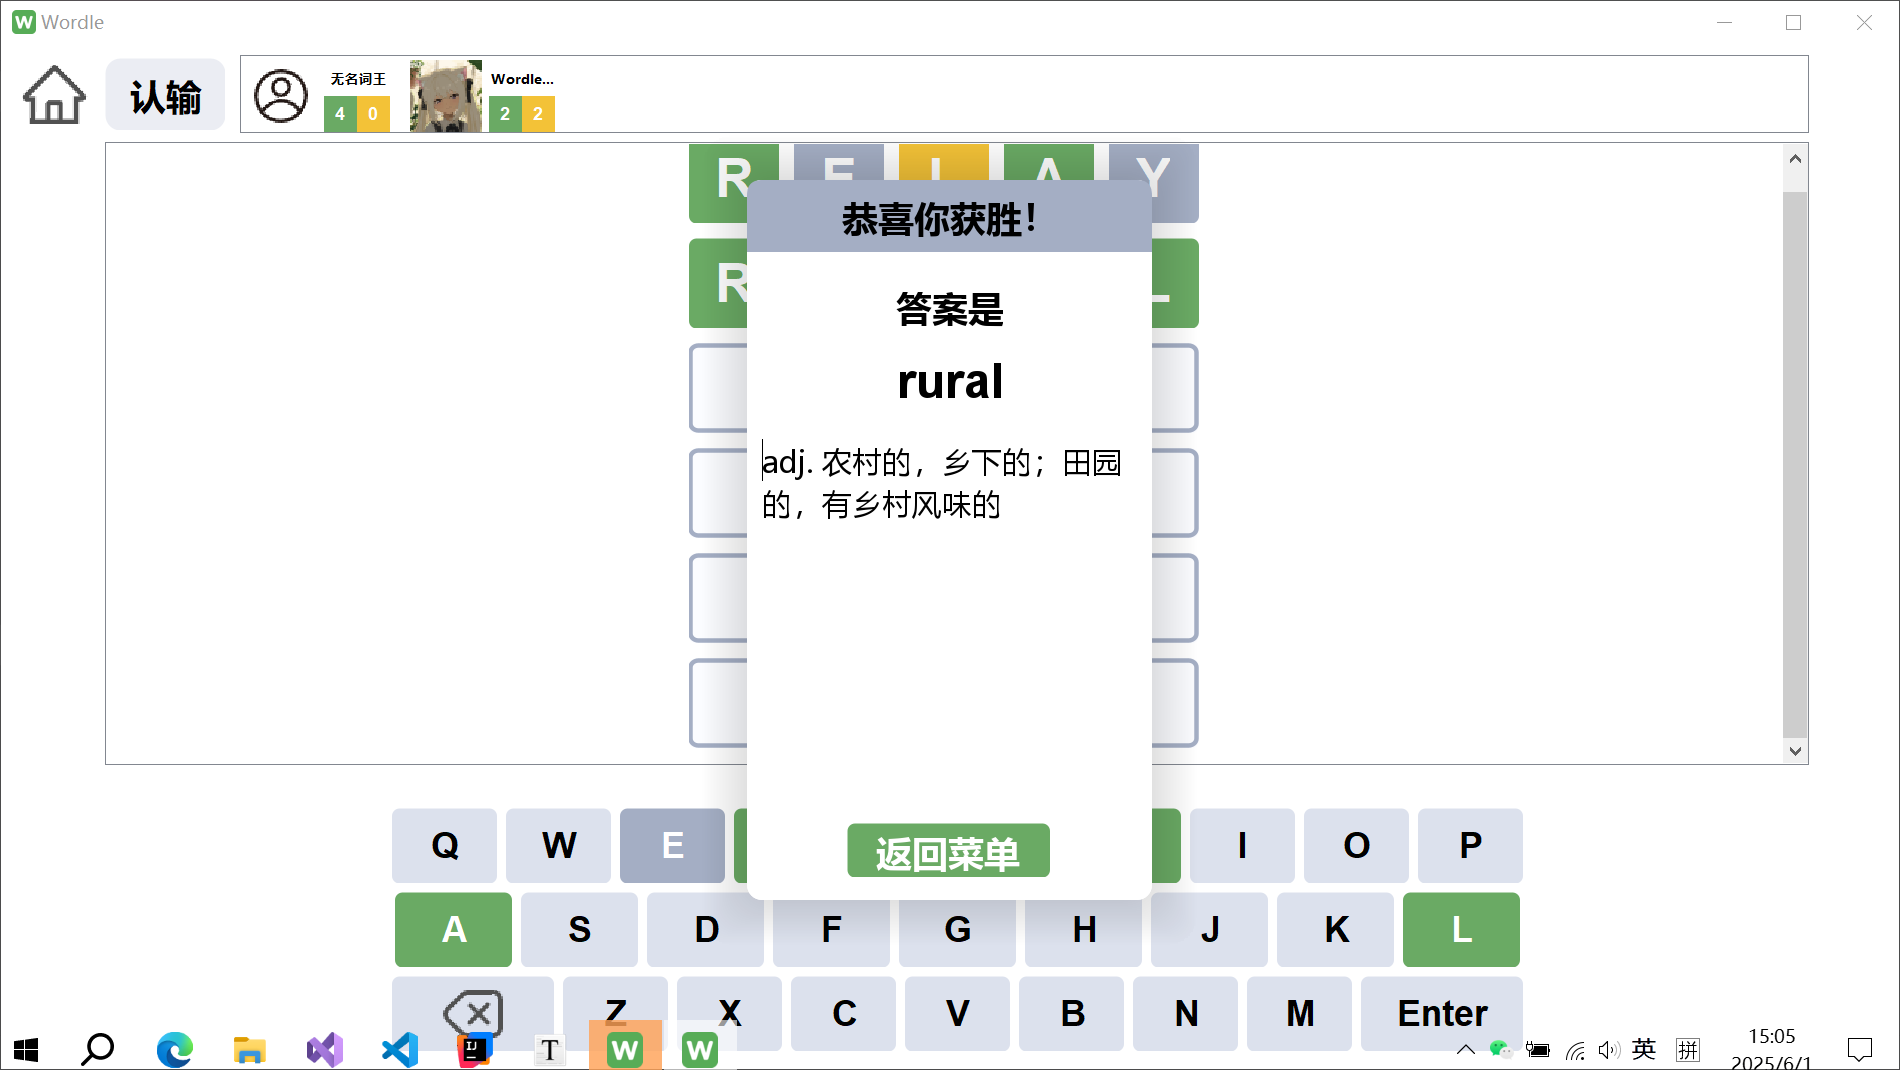 Wordle
认输
无名词王
4 0
Wordle...
2 2
R E L A Y
R L
恭喜你获胜！
答案是
rural
adj. 农村的，乡下的；田园
的，有乡村风味的
返回菜单
Q W E I O P
A S D F G H J K L
Z X C V B N M Enter
英 拼
15:05
2025/6/1